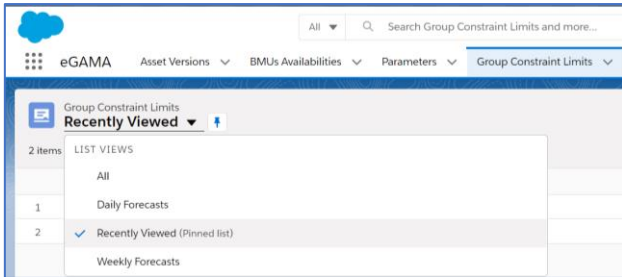 All Search Group Constraint Limits and more...
eGAMA Asset Versions BMUs Availabilities Parameters Group Constraint Limits
Group Constraint Limits
Recently Viewed
2 items
LIST VIEWS
All
Daily Forecasts
1
2 Recently Viewed (Pinned list)
Weekly Forecasts